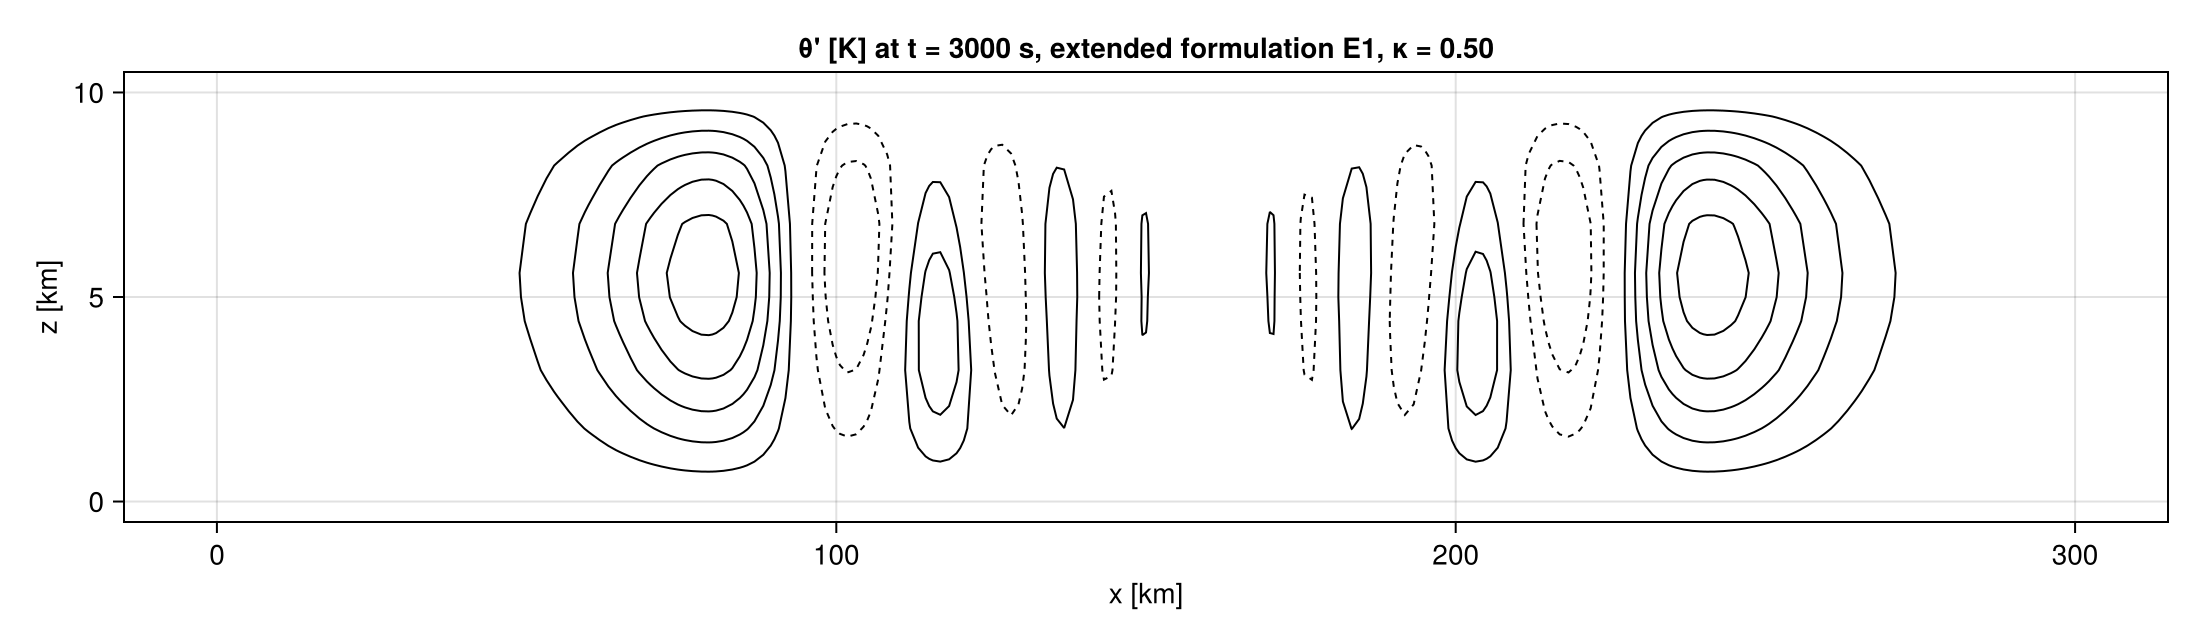 θ' [K] at t = 3000 s, extended formulation E1, κ = 0.50
10
5
0
z [km]
0 100 200 300
x [km]